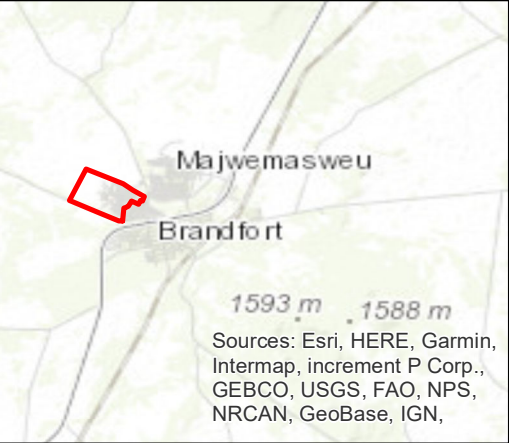 Majwemasweu
Brandfort
1593 m
1588 m
Sources: Esri, HERE, Garmin,
Intermap, increment P Corp.,
GEBCO, USGS, FAO, NPS,
NRCAN, GeoBase, IGN,